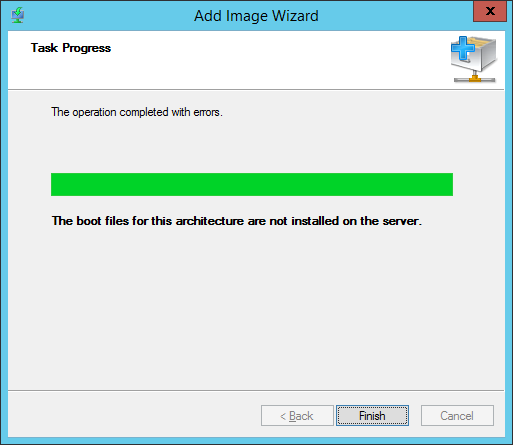 Add Image Wizard
x
Task Progress
The operation completed with errors.
The boot files for this architecture are not installed on the server.
< Back
Finish
Cancel